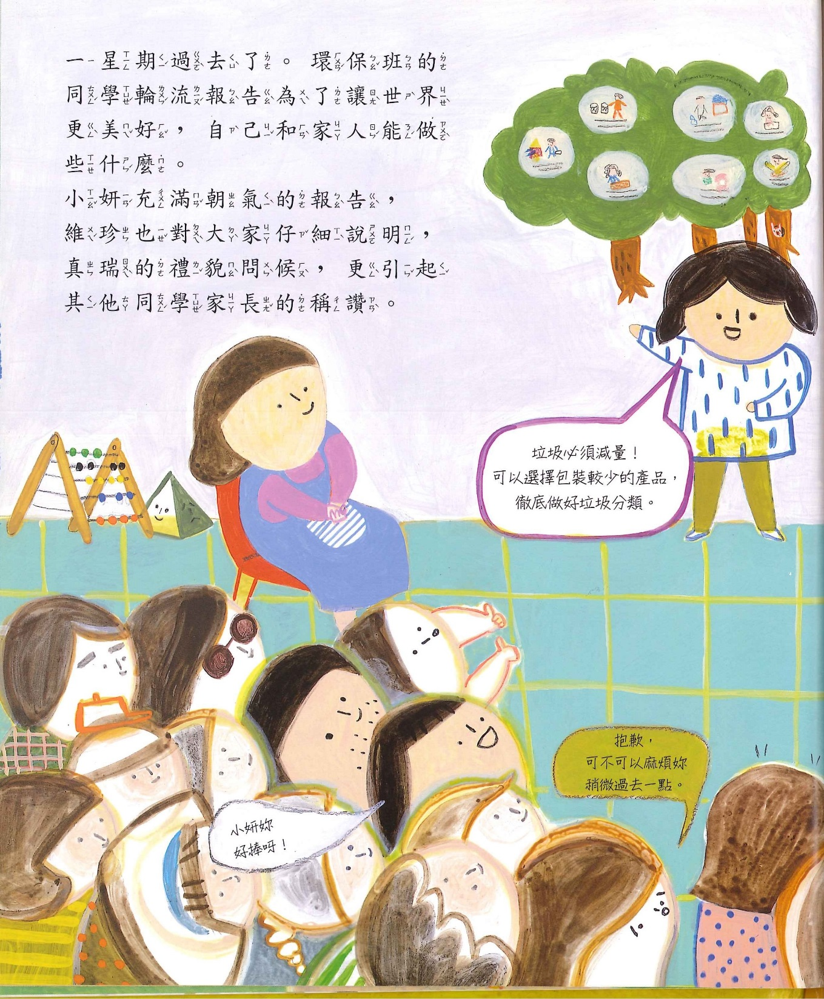 一星期過去了。環保班的
同學輪流報告為了讓世界
更美好，自己和家人能做
些什麼。
小妍充滿朝氣的報告，
維珍也對大家仔細說明，
真瑞的禮貌問候，更引起
其他同學家長的稱讚。
垃圾必須減量！
可以選擇包裝較少的產品，
徹底做好垃圾分類。
抱歉，
可不可以麻煩妳
稍微過去一點。
小妍妳
好棒呀！